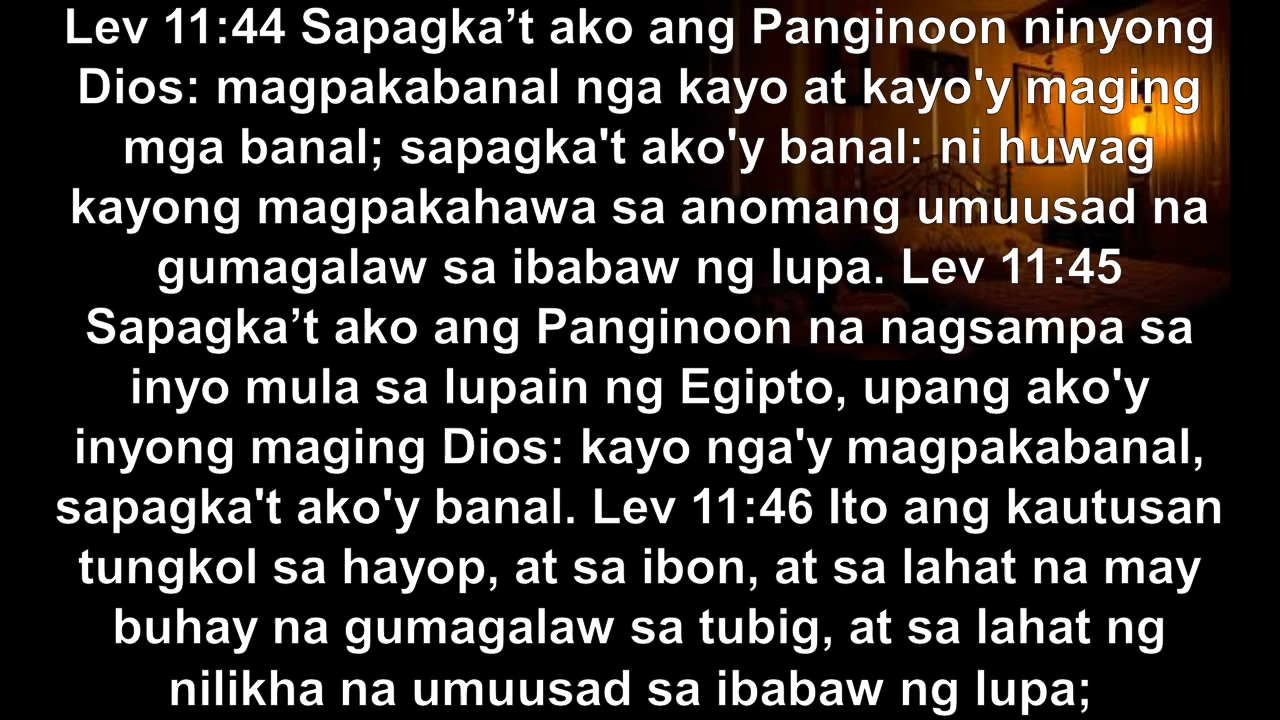 Lev 11:44 Sapagka’t ako ang Panginoon ninyong
Dios: magpakabanal nga kayo at kayo'y maging
mga banal; sapagka't ako'y banal: ni huwag
kayong magpakahawa sa anomang umuusad na
gumagalaw sa ibabaw ng lupa. Lev 11:45
Sapagka’t ako ang Panginoon na nagsampa sa
inyo mula sa lupain ng Egipto, upang ako'y
inyong maging Dios: kayo nga'y magpakabanal,
sapagka't ako'y banal. Lev 11:46 Ito ang kautusan
tungkol sa hayop, at sa ibon, at sa lahat na may
buhay na gumagalaw sa tubig, at sa lahat ng
nilikha na umuusad sa ibabaw ng lupa;